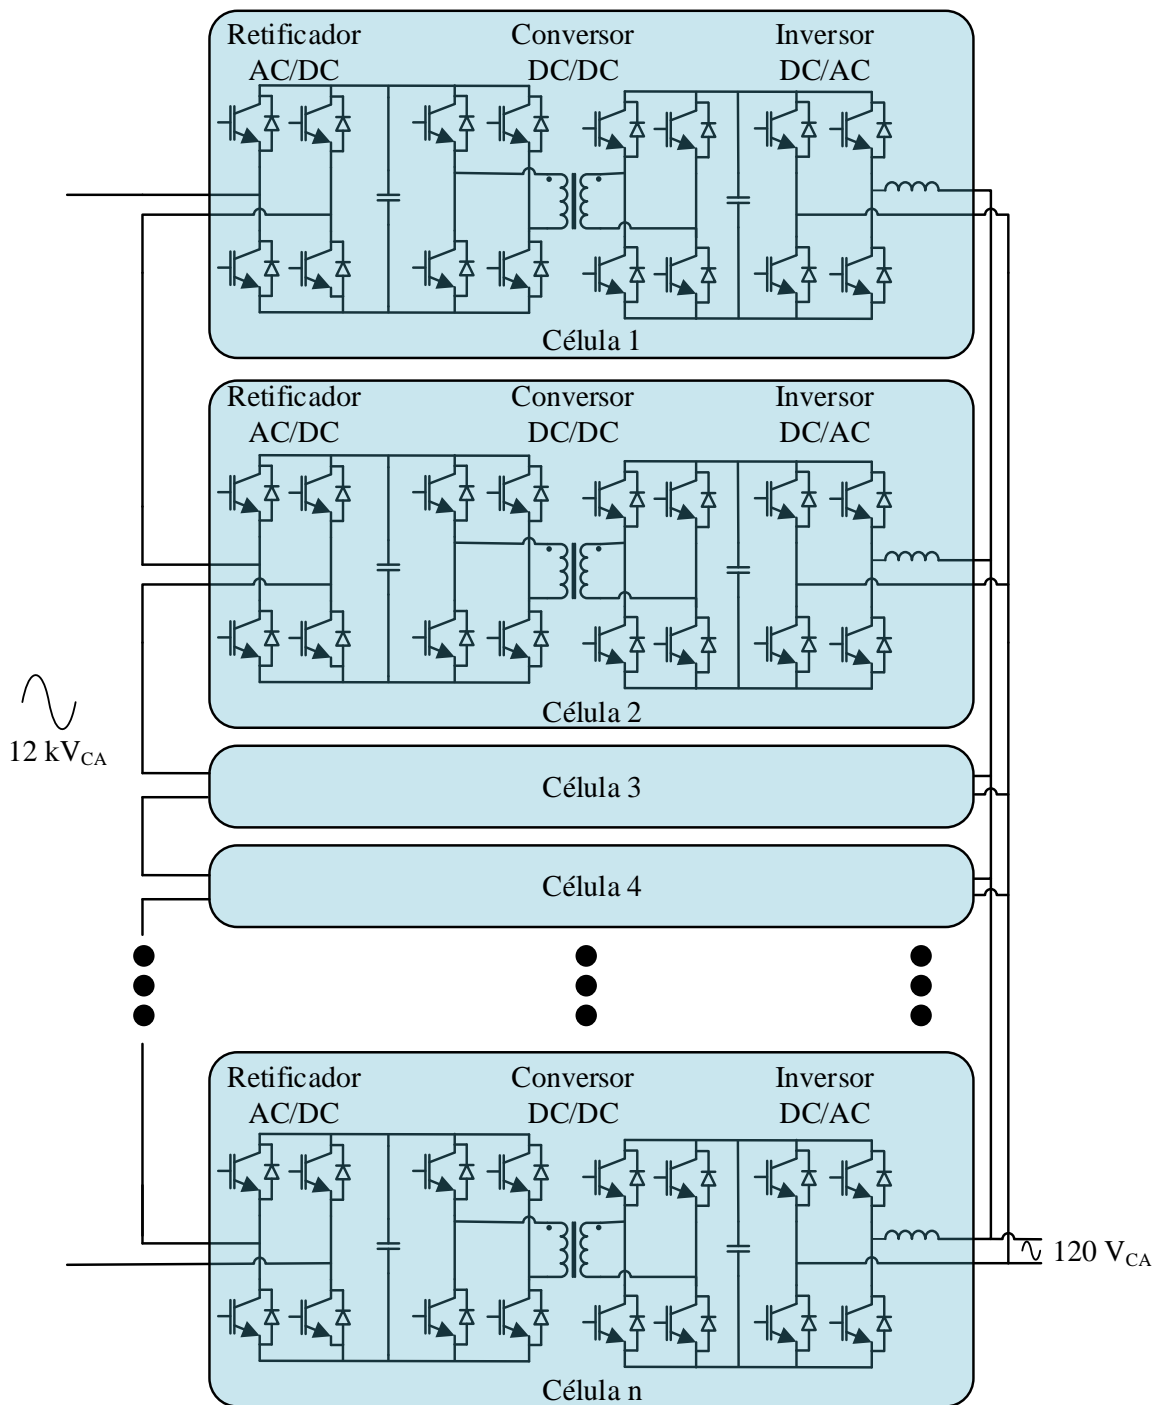 Retificador
AC/DC
Conversor
DC/DC
Inversor
DC/AC
Célula 1
Retificador
AC/DC
Conversor
DC/DC
Inversor
DC/AC
Célula 2
12 kV_CA
Célula 3
Célula 4
Retificador
AC/DC
Conversor
DC/DC
Inversor
DC/AC
120 V_CA
Célula n